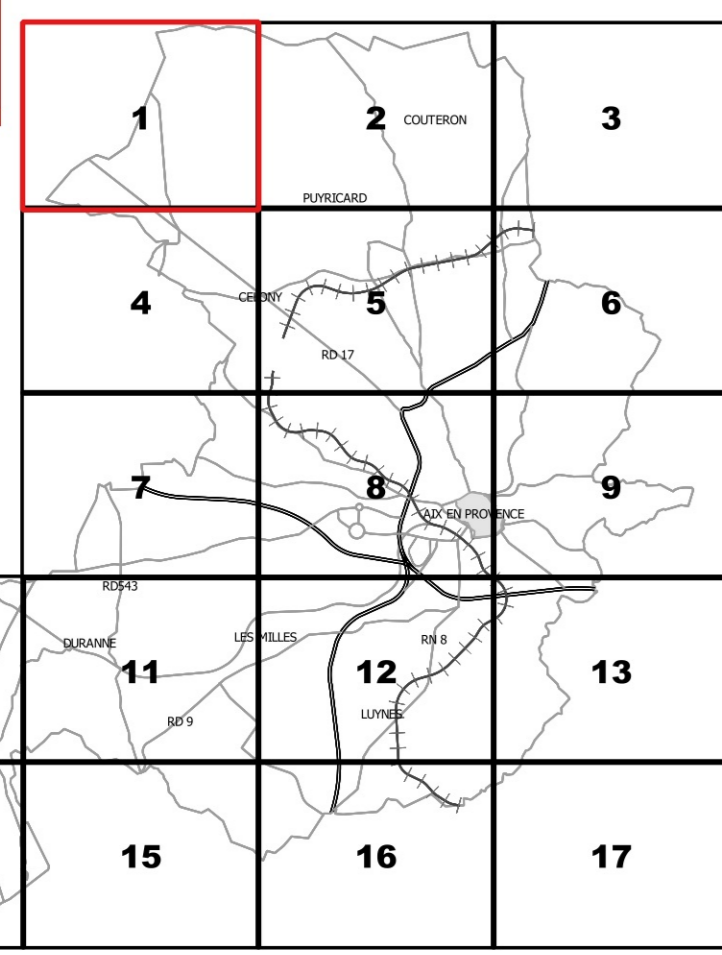 1
2
COUTERON
3
PUYRICARD
4
CELONY
5
6
RD 17
7
8
9
AIX EN PROVENCE
RD543
DURANNE
LES MILLES
RN 8
11
12
13
LUYNES
RD 9
15
16
17